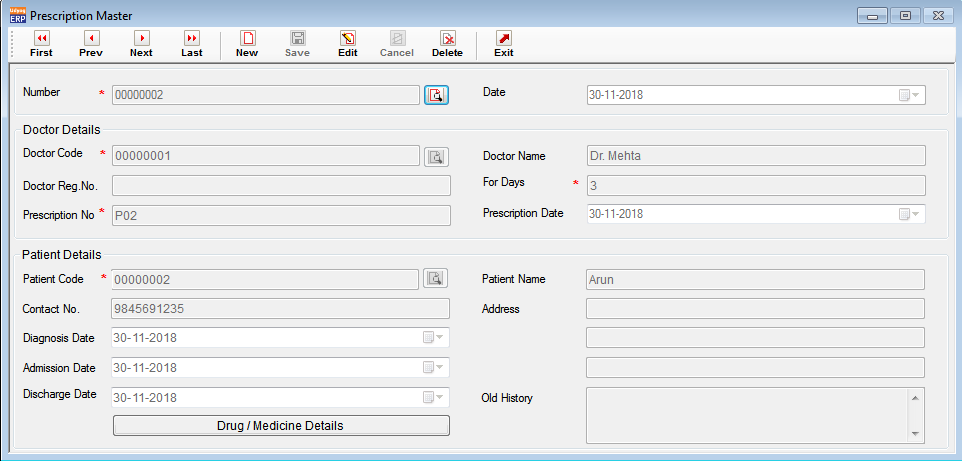 Udyog ERP Prescription Master
First Prev Next Last New Save Edit Cancel Delete Exit
Number * 00000002 Date 30-11-2018
Doctor Details
Doctor Code * 00000001 Doctor Name Dr. Mehta
Doctor Reg.No. For Days * 3
Prescription No * P02 Prescription Date 30-11-2018
Patient Details
Patient Code * 00000002 Patient Name Arun
Contact No. 9845691235 Address
Diagnosis Date 30-11-2018
Admission Date 30-11-2018
Discharge Date 30-11-2018 Old History
Drug / Medicine Details